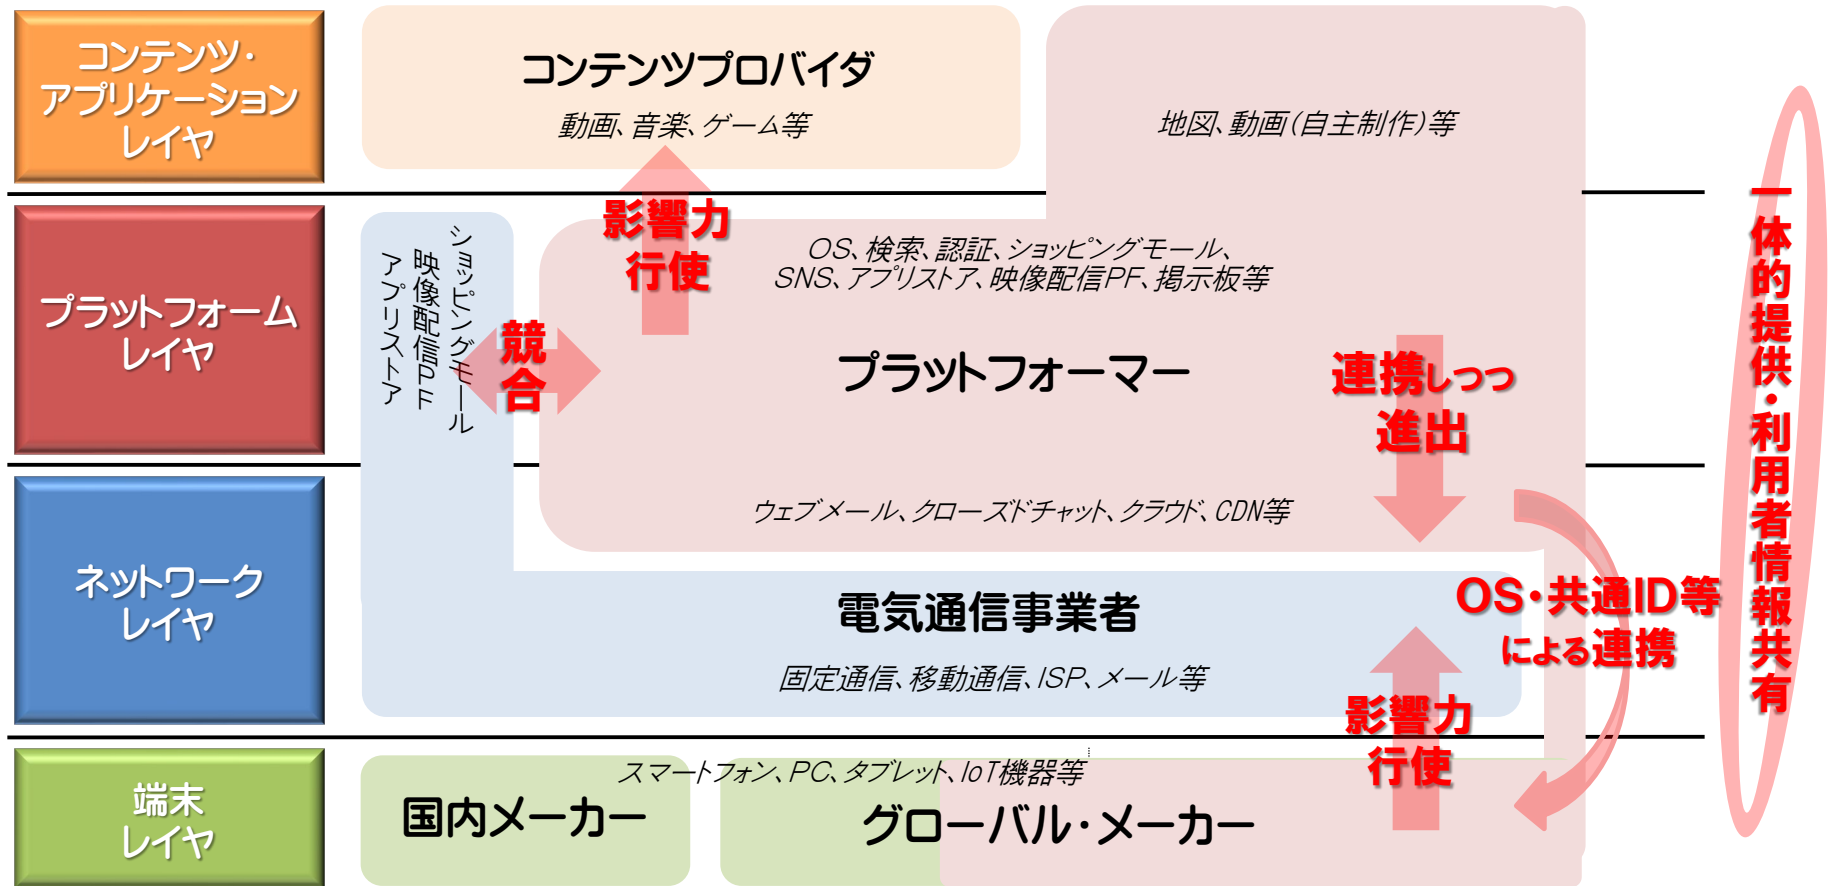 コンテンツ・
アプリケーション
レイヤ
コンテンツプロバイダ
動画、音楽、ゲーム等
地図、動画(自主制作)等
影響力
行使
プラットフォーム
レイヤ
ショッピングモール
映像配信PF
アプリストア
競合
OS、検索、認証、ショッピングモール、
SNS、アプリストア、映像配信PF、掲示板等
プラットフォーマー
連携しつつ
進出
ウェブメール、クローズドチャット、クラウド、CDN等
ネットワーク
レイヤ
電気通信事業者
固定通信、移動通信、ISP、メール等
OS・共通ID等
による連携
影響力
行使
端末
レイヤ
スマートフォン、PC、タブレット、IoT機器等
国内メーカー
グローバル・メーカー
一体的提供・利用者情報共有